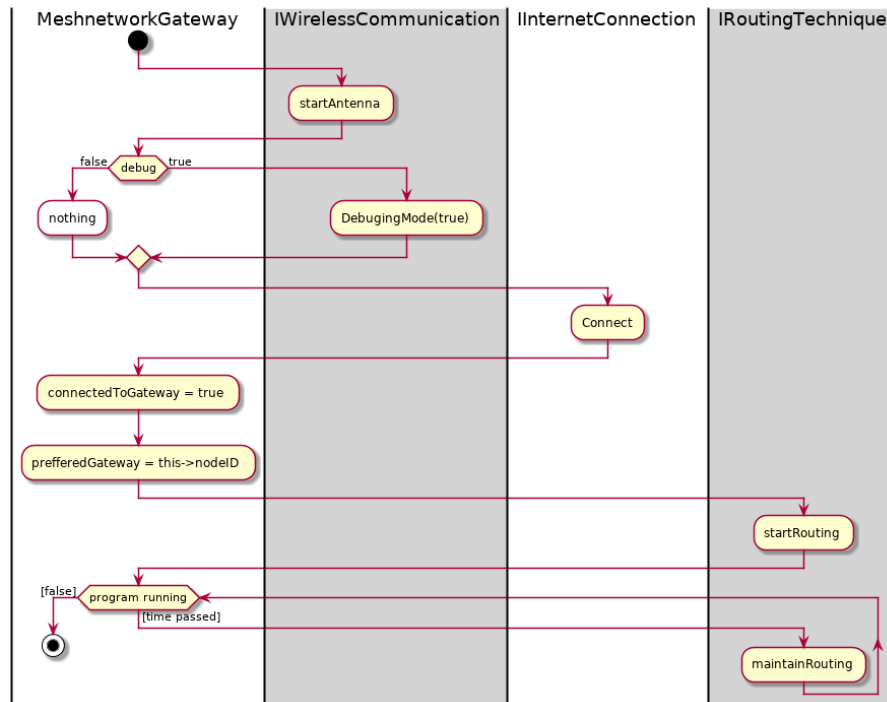 MeshnetworkGateway
IWirelessCommunication
IInternetConnection
IRoutingTechnique
startAntenna
false
debug
true
nothing
DebugingMode(true)
Connect
connectedToGateway = true
prefferedGateway = this->nodeID
startRouting
[false]
program running
[time passed]
maintainRouting